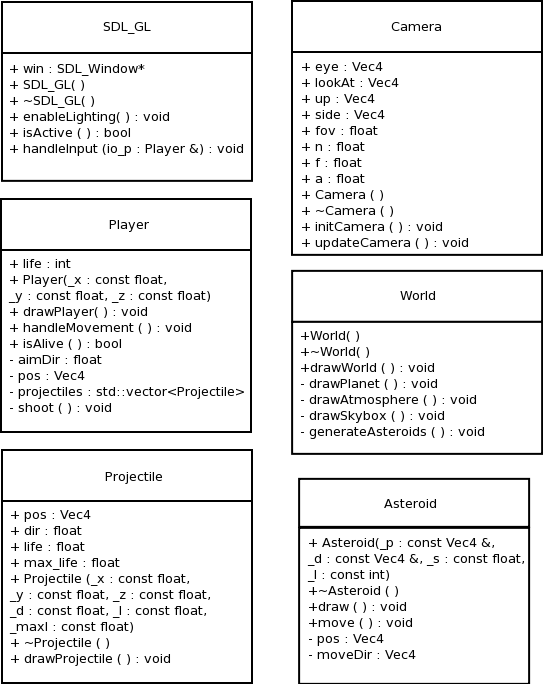 SDL_GL
+ win : SDL_Window*
+ SDL_GL( )
+ ~SDL_GL( )
+ enableLighting( ) : void
+ isActive ( ) : bool
+ handleInput (io_p : Player &) : void
Player
+ life : int
+ Player(_x : const float,
_y : const float, _z : const float)
+ drawPlayer( ) : void
+ handleMovement ( ) : void
+ isAlive ( ) : bool
- aimDir : float
- pos : Vec4
- projectiles : std::vector<Projectile>
- shoot ( ) : void
Projectile
+ pos : Vec4
+ dir : float
+ life : float
+ max_life : float
+ Projectile (_x : const float,
_y : const float, _z : const float,
_d : const float, _l : const float,
_maxl : const float)
+ ~Projectile ( )
+ drawProjectile ( ) : void
Camera
+ eye : Vec4
+ lookAt : Vec4
+ up : Vec4
+ side : Vec4
+ fov : float
+ n : float
+ f : float
+ a : float
+ Camera ( )
+ ~Camera ( )
+ initCamera ( ) : void
+ updateCamera ( ) : void
World
+World( )
+~World( )
+drawWorld ( ) : void
- drawPlanet ( ) : void
- drawAtmosphere ( ) : void
- drawSkybox ( ) : void
- generateAsteroids ( ) : void
Asteroid
+ Asteroid(_p : const Vec4 &,
_d : const Vec4 &, _s : const float,
_l : const int)
+~Asteroid ( )
+draw ( ) : void
+move ( ) : void
- pos : Vec4
- moveDir : Vec4